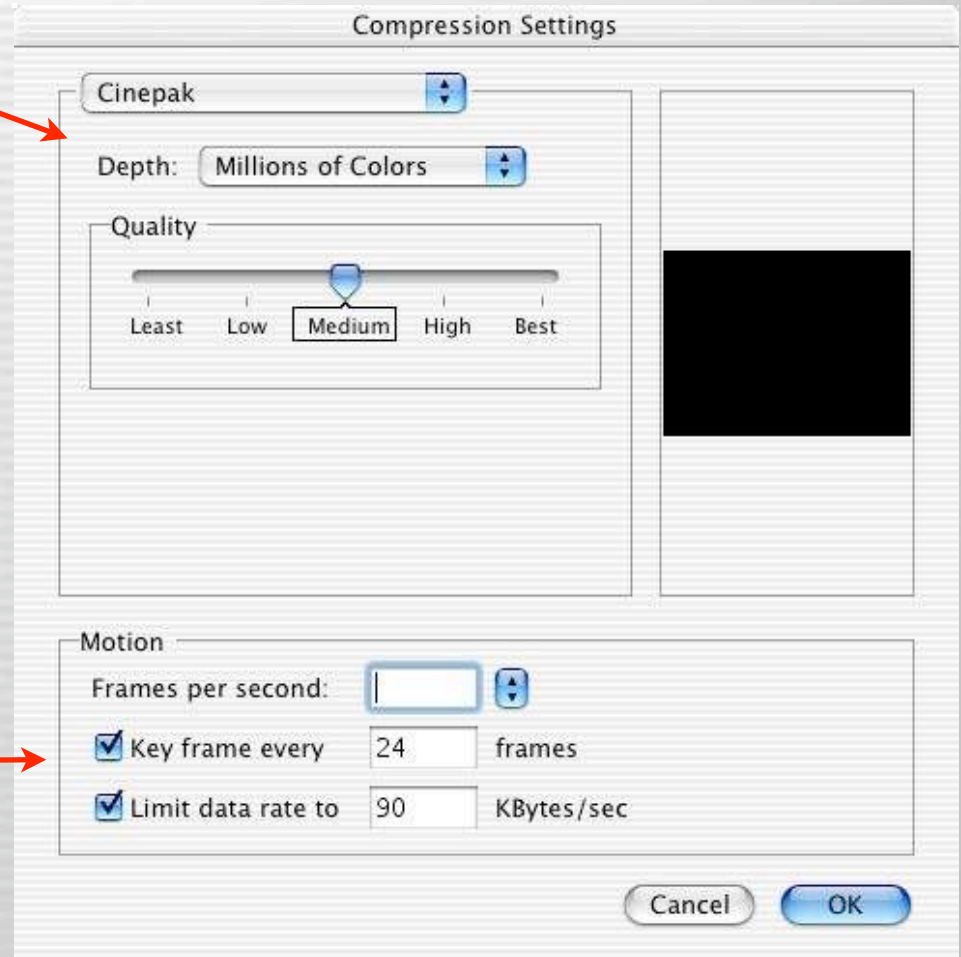 Compression Settings
Cinepak
Depth: Millions of Colors
Quality
Least Low Medium High Best
Motion
Frames per second:
Key frame every 24 frames
Limit data rate to 90 KBytes/sec
Cancel OK